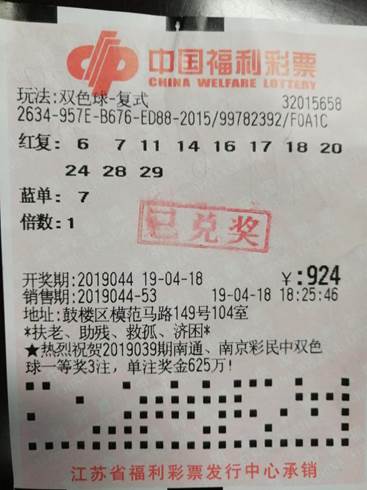 中国福利彩票
CHINA WELFARE LOTTERY
玩法:双色球-复式 32015658
2634-957E-B676-ED88-2015/99782392/F0A1C
红复: 6 7 11 14 16 17 18 20
24 28 29
蓝单: 7
倍数:1
已兑奖
开奖期:2019044 19-04-18 ¥:924
销售期:2019044-53 19-04-18 18:25:46
地址:鼓楼区横范马路149号104室
*扶老、助残、救孤、济困*
★热烈祝贺2019039期南通、南京彩民中双色
球一等奖3注，单注奖金625万!
江苏省福利彩票发行中心承销